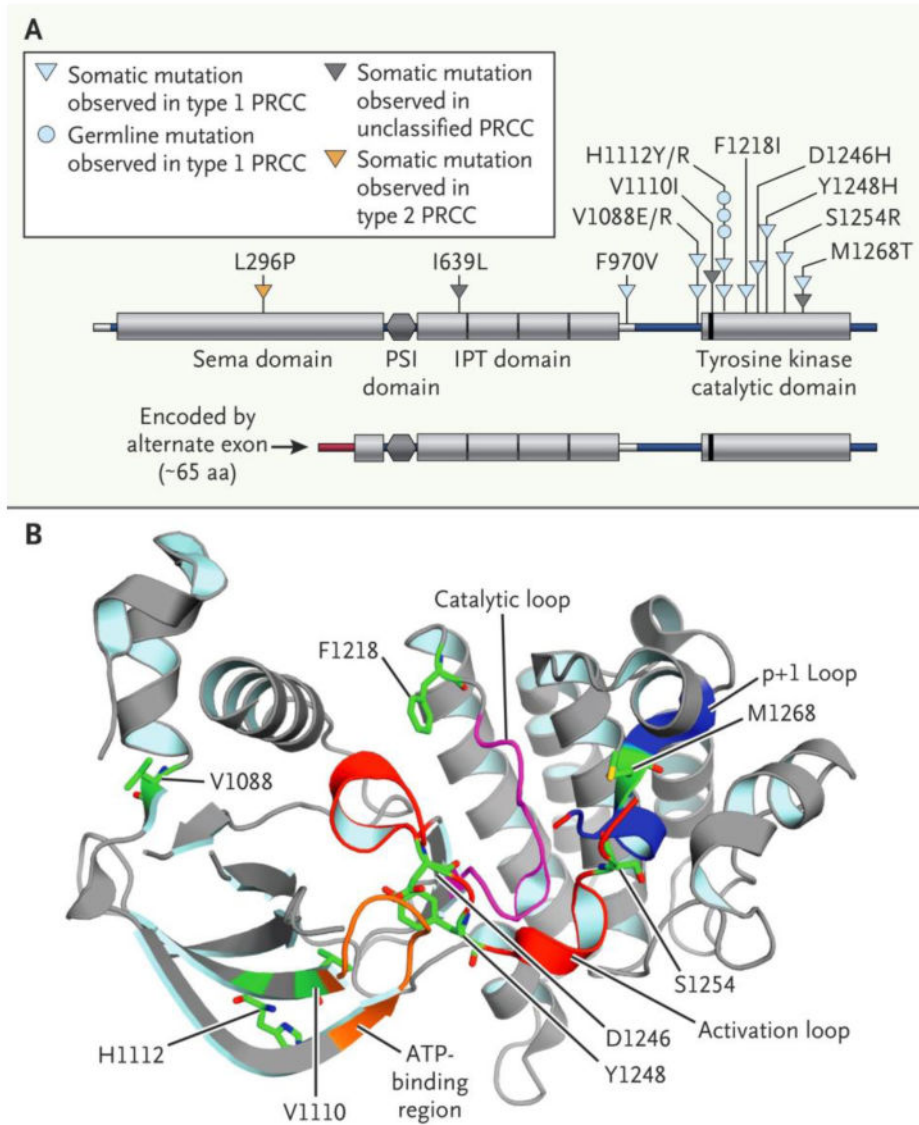 A
Somatic mutation
observed in type 1 PRCC
Germline mutation
observed in type 1 PRCC
Somatic mutation
observed in
unclassified PRCC
Somatic mutation
observed in
type 2 PRCC
L296P
I639L
F970V
H1112Y/R
V1110I
V1088E/R
F1218I
D1246H
Y1248H
S1254R
M1268T
Sema domain
PSI
domain
IPT domain
Tyrosine kinase
catalytic domain
Encoded by
alternate exon
(~65 aa)
B
Catalytic loop
F1218
p+1 Loop
M1268
V1088
S1254
Activation loop
D1246
Y1248
H1112
V1110
ATP-
binding
region